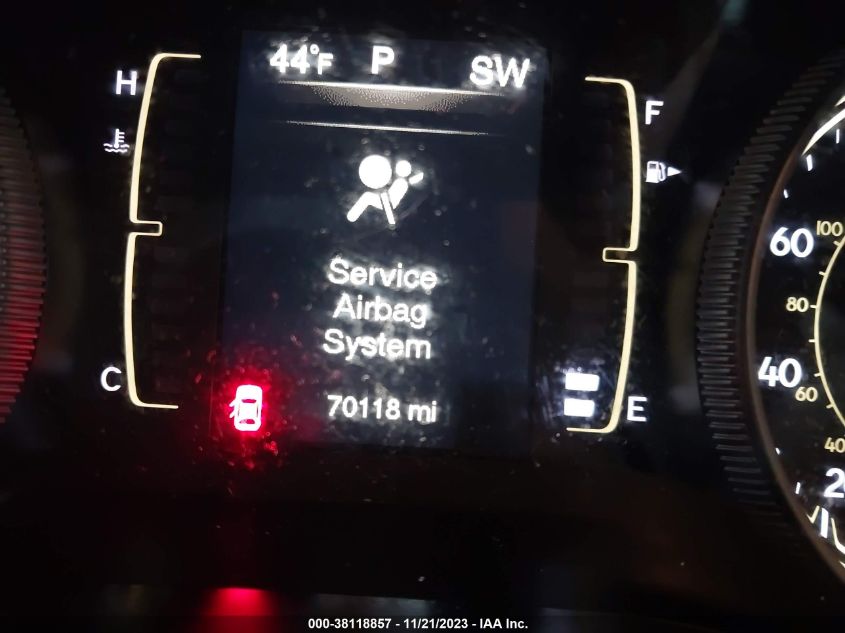 44°F P SW
H
F
Service
Airbag
System
70118 mi
C
E
100
60
80
40
60
40
2
000-38118857 - 11/21/2023 - IAA Inc.